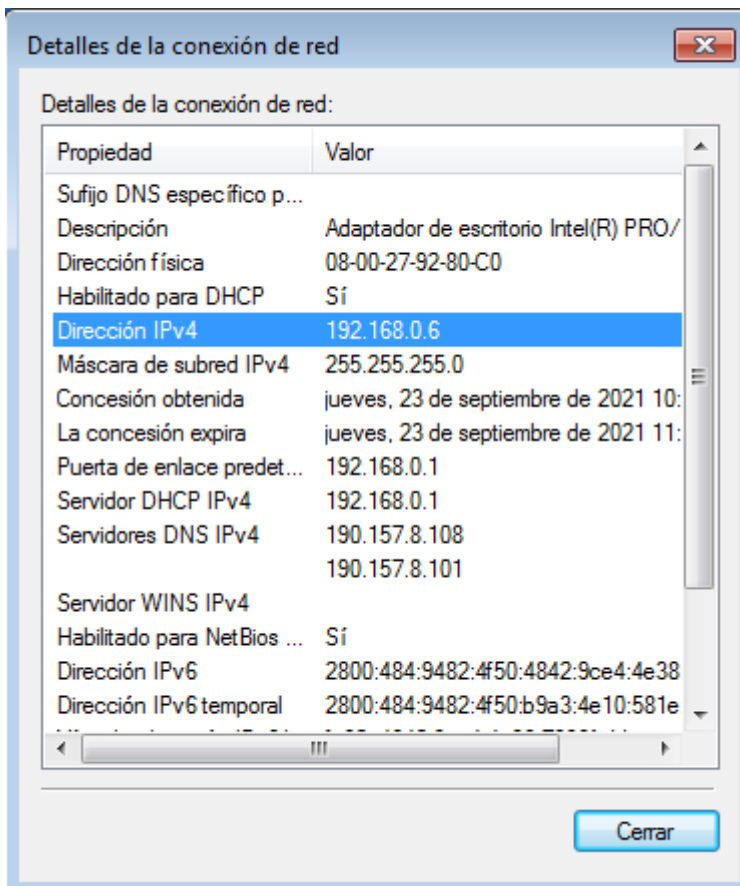 Detalles de la conexión de red
Detalles de la conexión de red:
Propiedad Valor
Sufijo DNS específico p...
Descripción Adaptador de escritorio Intel(R) PRO/
Dirección física 08-00-27-92-80-C0
Habilitado para DHCP Sí
Dirección IPv4 192.168.0.6
Máscara de subred IPv4 255.255.255.0
Concesión obtenida jueves, 23 de septiembre de 2021 10:
La concesión expira jueves, 23 de septiembre de 2021 11:
Puerta de enlace predet... 192.168.0.1
Servidor DHCP IPv4 192.168.0.1
Servidores DNS IPv4 190.157.8.108
190.157.8.101
Servidor WINS IPv4
Habilitado para NetBios ... Sí
Dirección IPv6 2800:484:9482:4f50:4842:9ce4:4e38
Dirección IPv6 temporal 2800:484:9482:4f50:b9a3:4e10:581e
Cerrar